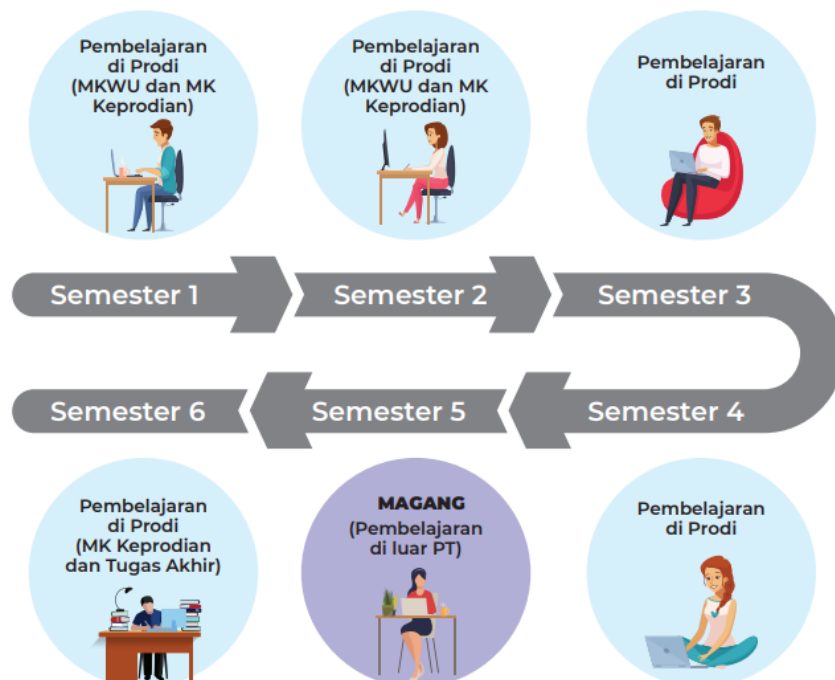 Pembelajaran
di Prodi
(MKWU dan MK
Keprodian)
Pembelajaran
di Prodi
(MKWU dan MK
Keprodian)
Pembelajaran
di Prodi
Semester 1
Semester 2
Semester 3
Semester 6
Semester 5
Semester 4
Pembelajaran
di Prodi
(MK Keprodian
dan Tugas Akhir)
MAGANG
(Pembelajaran
di luar PT)
Pembelajaran
di Prodi